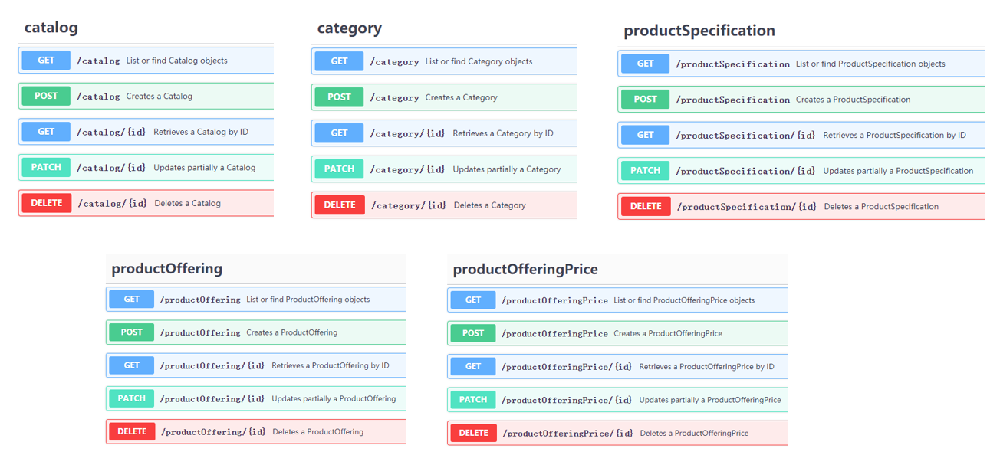 catalog
GET /catalog List or find Catalog objects
POST /catalog Creates a Catalog
GET /catalog/{id} Retrieves a Catalog by ID
PATCH /catalog/{id} Updates partially a Catalog
DELETE /catalog/{id} Deletes a Catalog
category
GET /category List or find Category objects
POST /category Creates a Category
GET /category/{id} Retrieves a Category by ID
PATCH /category/{id} Updates partially a Category
DELETE /category/{id} Deletes a Category
productSpecification
GET /productSpecification List or find ProductSpecification objects
POST /productSpecification Creates a ProductSpecification
GET /productSpecification/{id} Retrieves a ProductSpecification by ID
PATCH /productSpecification/{id} Updates partially a ProductSpecification
DELETE /productSpecification/{id} Deletes a ProductSpecification
productOffering
GET /productOffering List or find ProductOffering objects
POST /productOffering Creates a ProductOffering
GET /productOffering/{id} Retrieves a ProductOffering by ID
PATCH /productOffering/{id} Updates partially a ProductOffering
DELETE /productOffering/{id} Deletes a ProductOffering
productOfferingPrice
GET /productOfferingPrice List or find ProductOfferingPrice objects
POST /productOfferingPrice Creates a ProductOfferingPrice
GET /productOfferingPrice/{id} Retrieves a ProductOfferingPrice by ID
PATCH /productOfferingPrice/{id} Updates partially a ProductOfferingPrice
DELETE /productOfferingPrice/{id} Deletes a ProductOfferingPrice